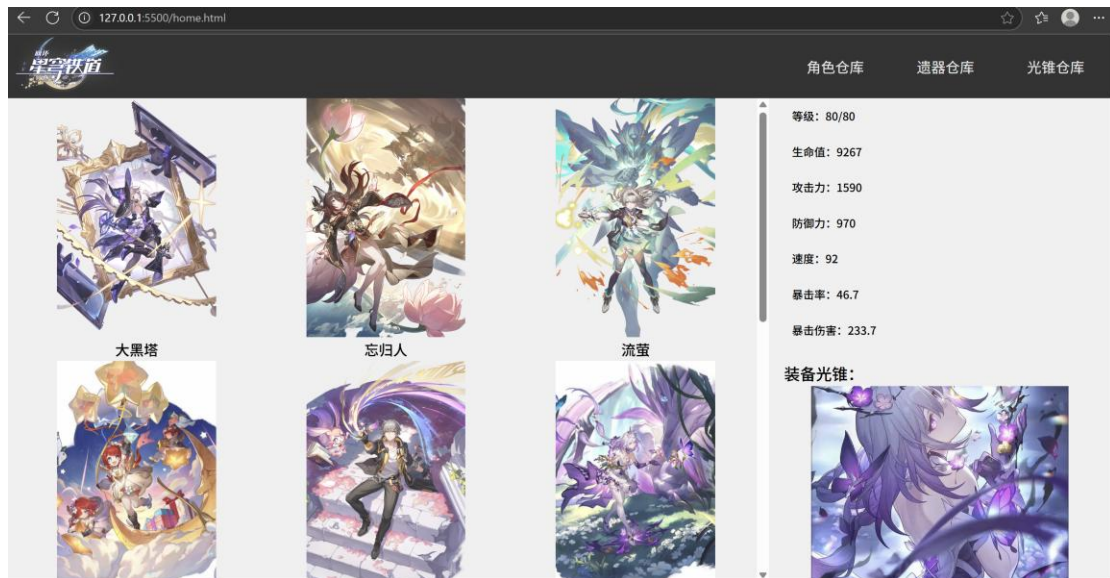 127.0.0.1:5500/home.html
崩坏
星穹铁道
角色仓库 遗器仓库 光锥仓库
大黑塔 忘归人 流萤
等级：80/80
生命值：9267
攻击力：1590
防御力：970
速度：92
暴击率：46.7
暴击伤害：233.7
装备光锥：